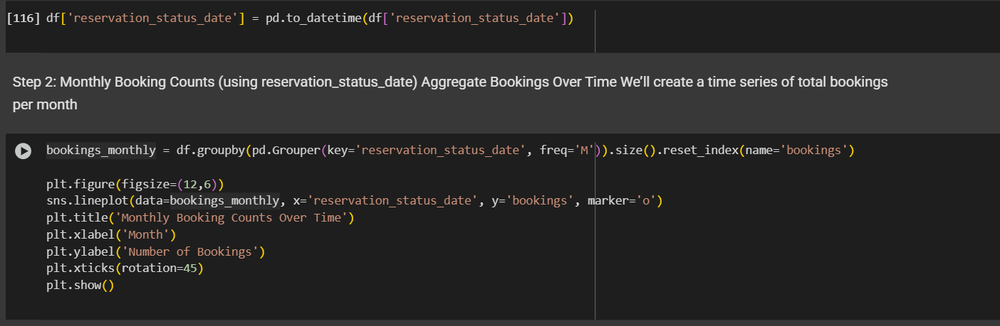 [116] df['reservation_status_date'] = pd.to_datetime(df['reservation_status_date'])
Step 2: Monthly Booking Counts (using reservation_status_date) Aggregate Bookings Over Time We’ll create a time series of total bookings
per month
bookings_monthly = df.groupby(pd.Grouper(key='reservation_status_date', freq='M')).size().reset_index(name='bookings')
plt.figure(figsize=(12,6))
sns.lineplot(data=bookings_monthly, x='reservation_status_date', y='bookings', marker='o')
plt.title('Monthly Booking Counts Over Time')
plt.xlabel('Month')
plt.ylabel('Number of Bookings')
plt.xticks(rotation=45)
plt.show()